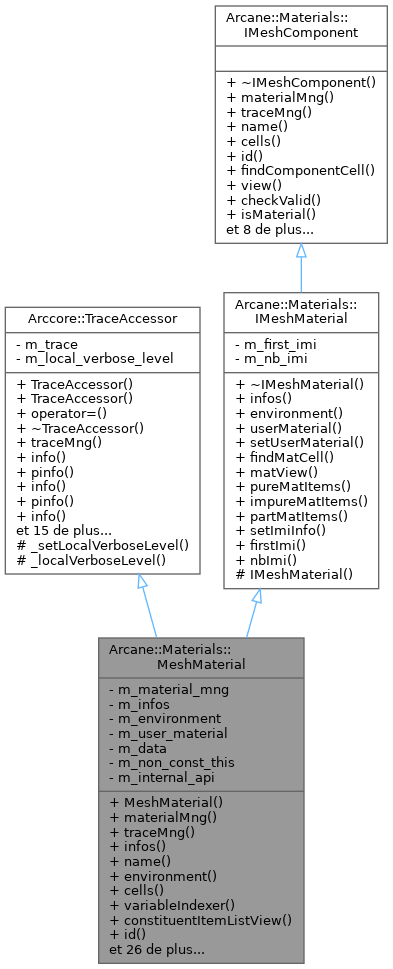 Arcane::Materials::
IMeshComponent
+ ~IMeshComponent()
+ materialMng()
+ traceMng()
+ name()
+ cells()
+ id()
+ findComponentCell()
+ view()
+ checkValid()
+ isMaterial()
et 8 de plus...
Arccore::TraceAccessor
- m_trace
- m_local_verbose_level
+ TraceAccessor()
+ TraceAccessor()
+ operator=()
+ ~TraceAccessor()
+ traceMng()
+ info()
+ pinfo()
+ info()
+ pinfo()
+ info()
et 15 de plus...
# _setLocalVerboseLevel()
# _localVerboseLevel()
Arcane::Materials::
IMeshMaterial
- m_first_imi
- m_nb_imi
+ ~IMeshMaterial()
+ infos()
+ environment()
+ userMaterial()
+ setUserMaterial()
+ findMatCell()
+ matView()
+ pureMatItems()
+ impureMatItems()
+ partMatItems()
+ setImiInfo()
+ firstImi()
+ nbImi()
# IMeshMaterial()
Arcane::Materials::
MeshMaterial
- m_material_mng
- m_infos
- m_environment
- m_user_material
- m_data
- m_non_const_this
- m_internal_api
+ MeshMaterial()
+ materialMng()
+ traceMng()
+ infos()
+ name()
+ environment()
+ cells()
+ variableIndexer()
+ constituentItemListView()
+ id()
et 26 de plus...